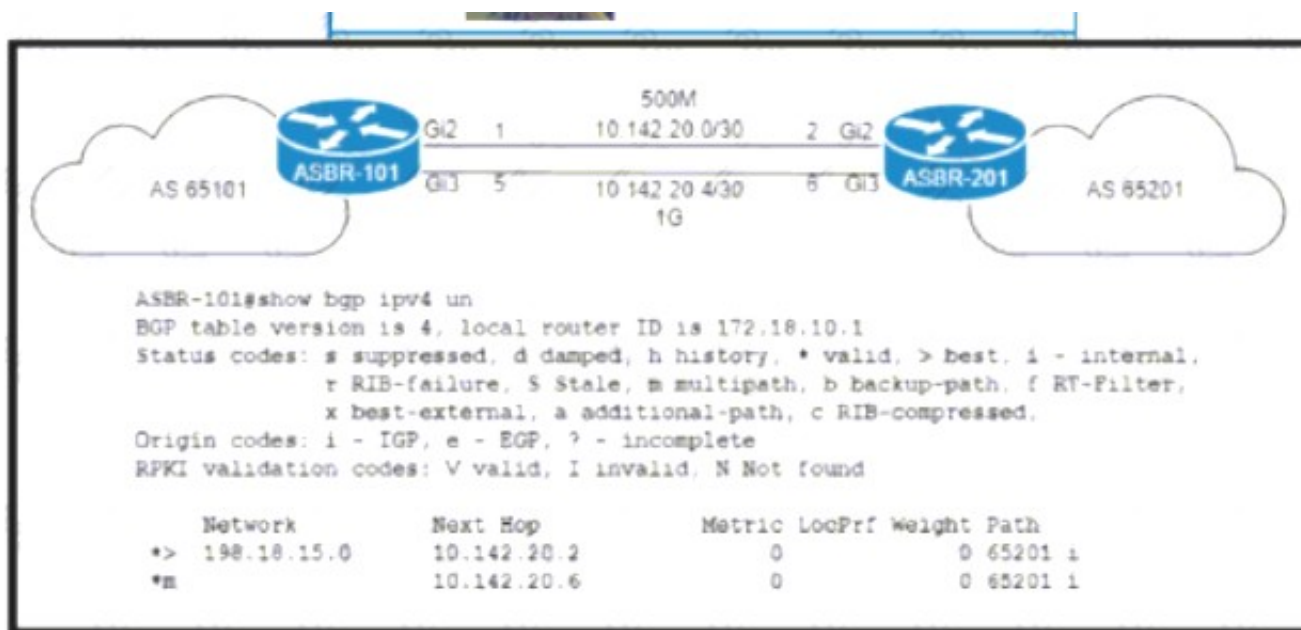 500M
Gi2 1 10.142.20.0/30 2 Gi2
ASBR-101 ASBR-201
AS 65101 Gi3 5 10.142.20.4/30 6 Gi3 AS 65201
1G
ASBR-101#show bgp ipv4 un
BGP table version is 4, local router ID is 172.18.10.1
Status codes: s suppressed, d damped, h history, * valid, > best, i - internal,
r RIB-failure, S Stale, m multipath, b backup-path, f RT-Filter,
x best-external, a additional-path, c RIB-compressed,
Origin codes: i - IGP, e - EGP, ? - incomplete
RPKI validation codes: V valid, I invalid, N Not found
Network Next Hop Metric LocPrf Weight Path
*> 198.18.15.0 10.142.20.2 0 0 65201 i
*m 10.142.20.6 0 0 65201 i